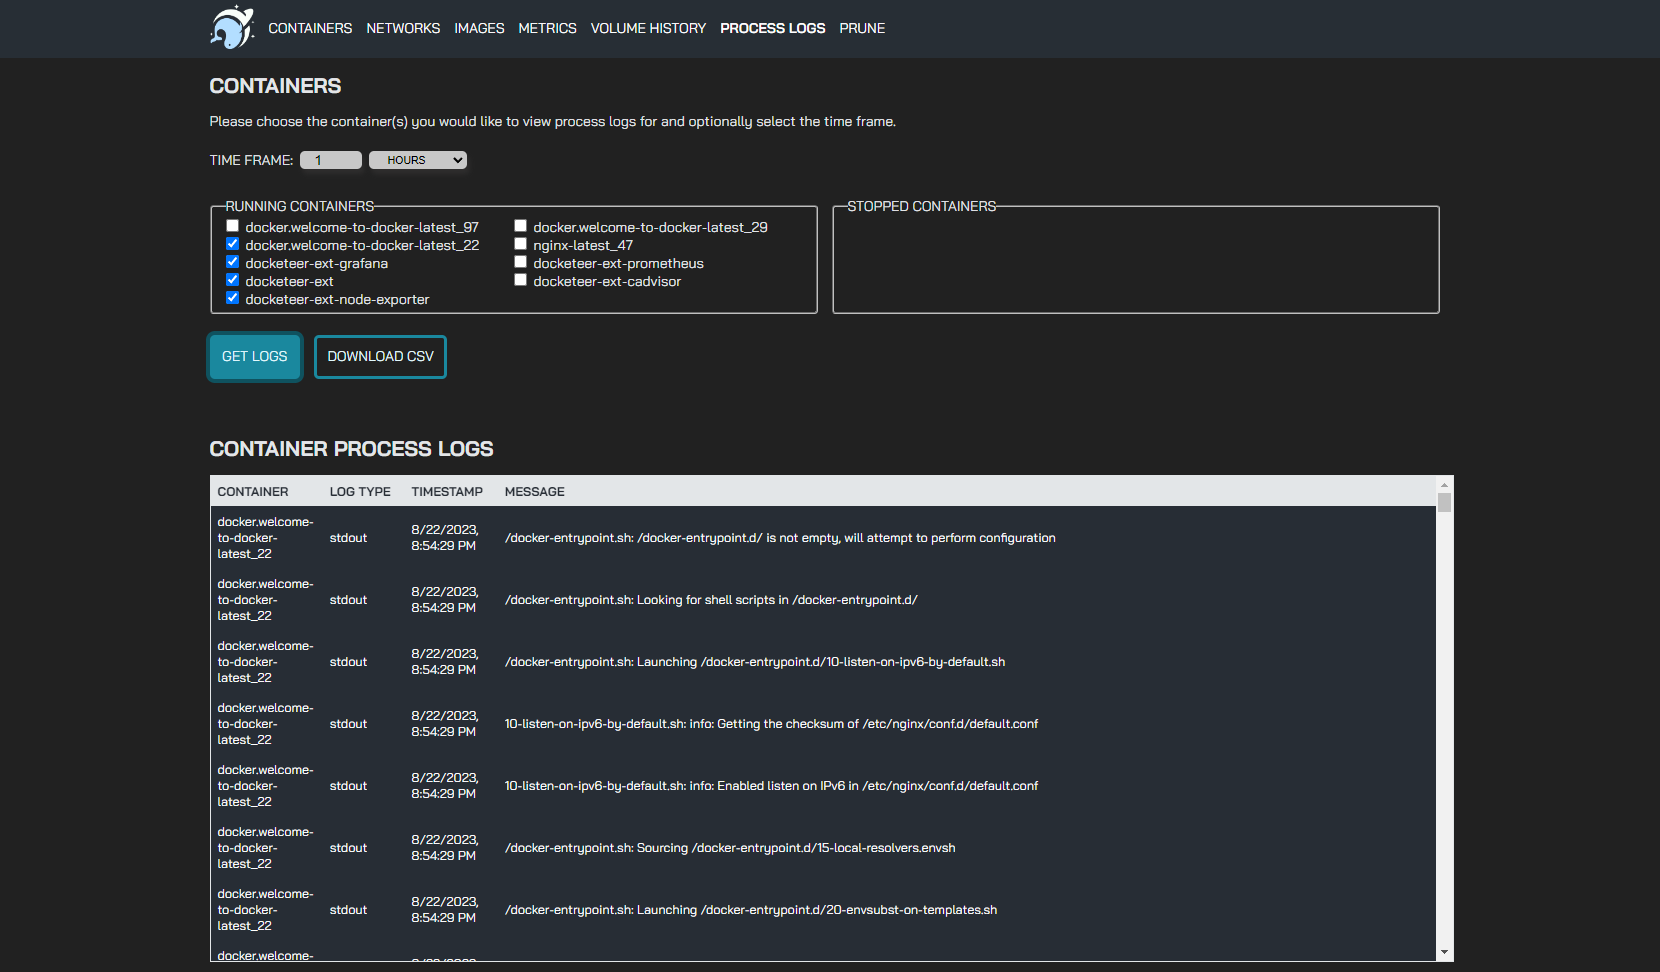 CONTAINERS NETWORKS IMAGES METRICS VOLUME HISTORY PROCESS LOGS PRUNE
CONTAINERS
Please choose the container(s) you would like to view process logs for and optionally select the time frame.
TIME FRAME: 1 HOURS
RUNNING CONTAINERS
docker.welcome-to-docker-latest_97
docker.welcome-to-docker-latest_29
docker.welcome-to-docker-latest_22
nginx-latest_47
docketeer-ext-grafana
docketeer-ext-prometheus
docketeer-ext
docketeer-ext-cadvisor
docketeer-ext-node-exporter
STOPPED CONTAINERS
GET LOGS
DOWNLOAD CSV
CONTAINER PROCESS LOGS
CONTAINER LOG TYPE TIMESTAMP MESSAGE
docker.welcome-
to-docker-
latest_22
stdout
8/22/2023,
8:54:29 PM
/docker-entrypoint.sh: /docker-entrypoint.d/ is not empty, will attempt to perform configuration
docker.welcome-
to-docker-
latest_22
stdout
8/22/2023,
8:54:29 PM
/docker-entrypoint.sh: Looking for shell scripts in /docker-entrypoint.d/
docker.welcome-
to-docker-
latest_22
stdout
8/22/2023,
8:54:29 PM
/docker-entrypoint.sh: Launching /docker-entrypoint.d/10-listen-on-ipv6-by-default.sh
docker.welcome-
to-docker-
latest_22
stdout
8/22/2023,
8:54:29 PM
10-listen-on-ipv6-by-default.sh: info: Getting the checksum of /etc/nginx/conf.d/default.conf
docker.welcome-
to-docker-
latest_22
stdout
8/22/2023,
8:54:29 PM
10-listen-on-ipv6-by-default.sh: info: Enabled listen on IPv6 in /etc/nginx/conf.d/default.conf
docker.welcome-
to-docker-
latest_22
stdout
8/22/2023,
8:54:29 PM
/docker-entrypoint.sh: Sourcing /docker-entrypoint.d/15-local-resolvers.envsh
docker.welcome-
to-docker-
latest_22
stdout
8/22/2023,
8:54:29 PM
/docker-entrypoint.sh: Launching /docker-entrypoint.d/20-envsubst-on-templates.sh
docker.welcome-